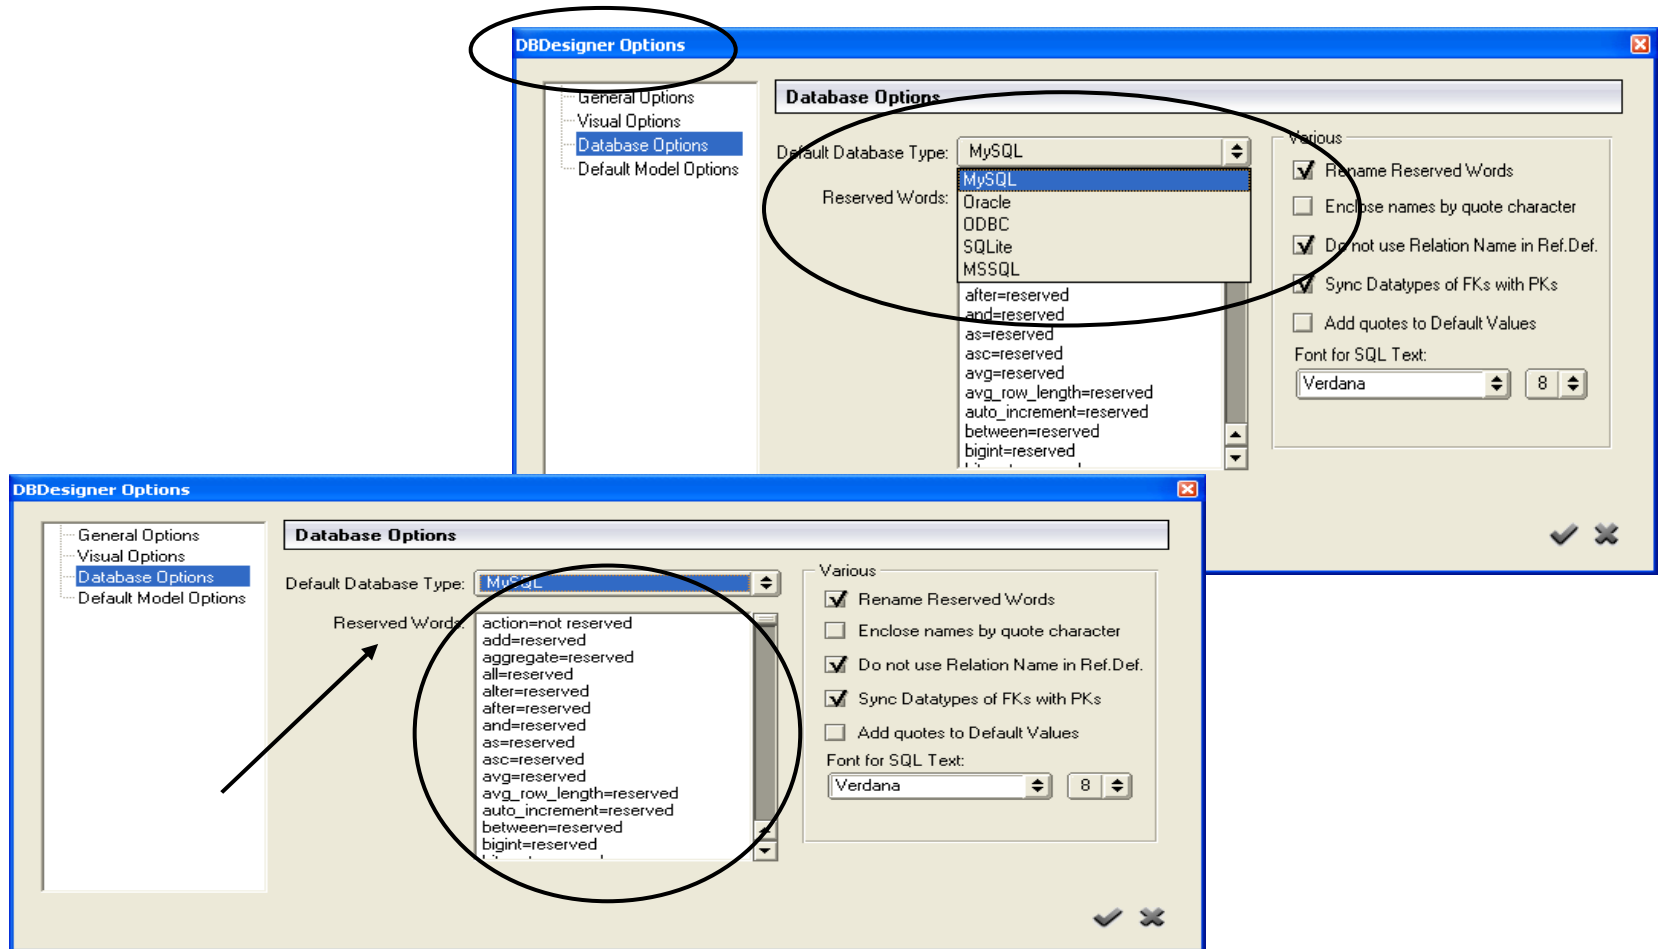 DBDesigner Options
General Options
Visual Options
Database Options
Default Model Options
Database Options
Default Database Type: MySQL
MySQL
Oracle
ODBC
SQLite
MSSQL
Reserved Words:
after=reserved
and=reserved
as=reserved
asc=reserved
avg=reserved
avg_row_length=reserved
auto_increment=reserved
between=reserved
bigint=reserved
Various
Rename Reserved Words
Enclose names by quote character
Do not use Relation Name in Ref.Def.
Sync Datatypes of FKs with PKs
Add quotes to Default Values
Font for SQL Text:
Verdana 8
DBDesigner Options
General Options
Visual Options
Database Options
Default Model Options
Database Options
Default Database Type: MySQL
Reserved Words:
action=not reserved
add=reserved
aggregate=reserved
all=reserved
alter=reserved
after=reserved
and=reserved
as=reserved
asc=reserved
avg=reserved
avg_row_length=reserved
auto_increment=reserved
between=reserved
bigint=reserved
Various
Rename Reserved Words
Enclose names by quote character
Do not use Relation Name in Ref.Def.
Sync Datatypes of FKs with PKs
Add quotes to Default Values
Font for SQL Text:
Verdana 8